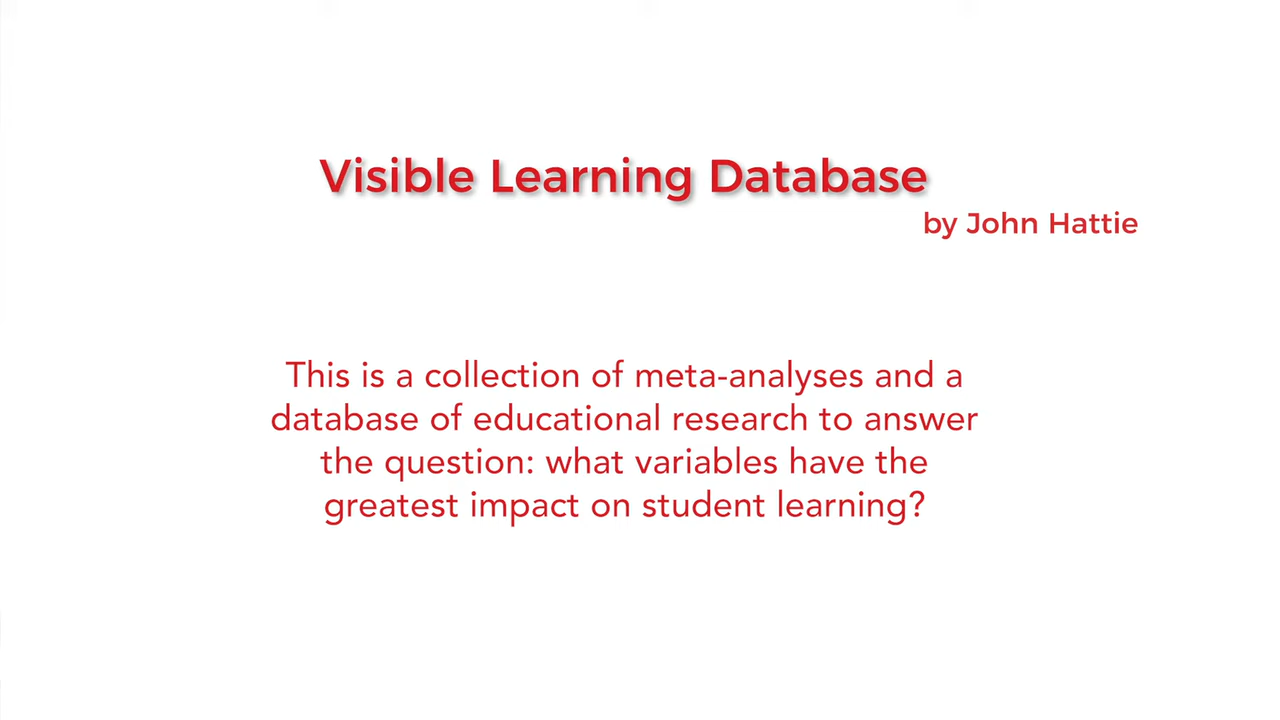 Visible Learning Database
by John Hattie
This is a collection of meta-analyses and a
database of educational research to answer
the question: what variables have the
greatest impact on student learning?